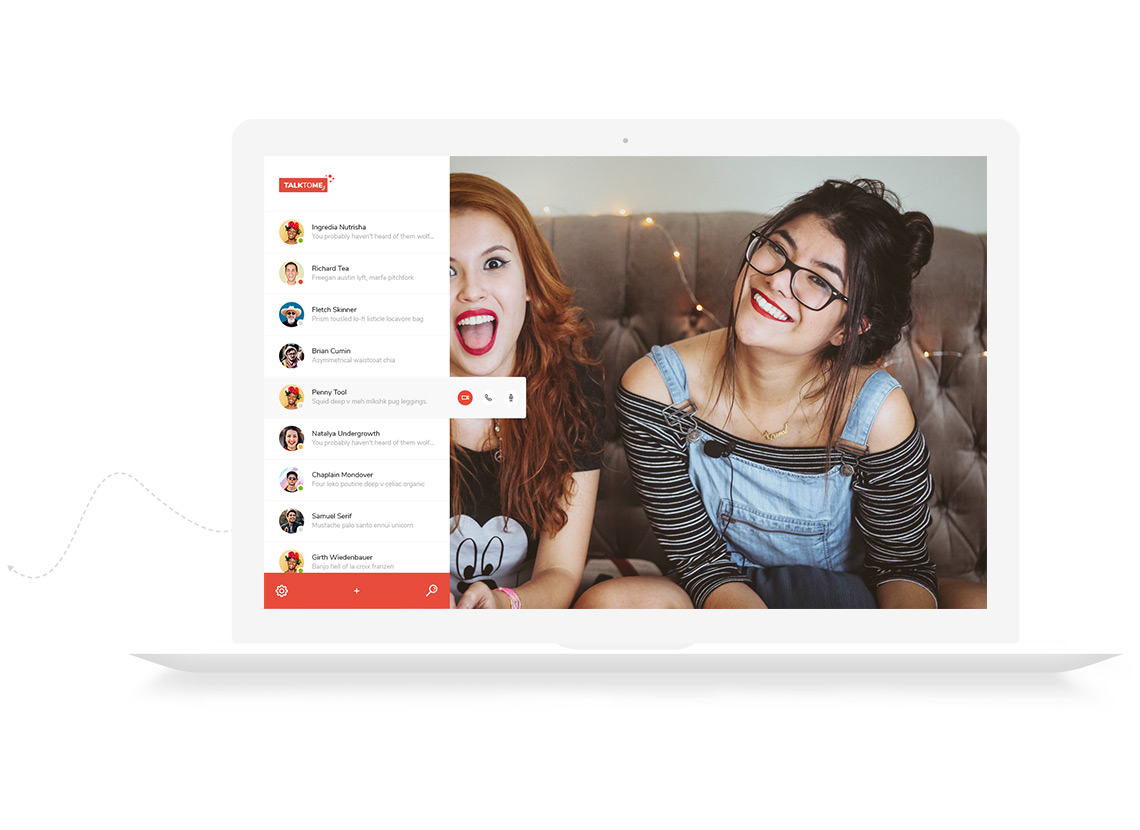 TALKTOME
Ingredia Nutrisha
You probably haven't heard of them wolf...
Richard Tea
Freegan austin lyft, marfa pitchfork
Fletch Skinner
Prism tousled lo-fi listicle locavore bag
Brian Cumin
Asymmetrical waistcoat chia
Penny Tool
Squid deep v meh mlkshk pug leggings.
Natalya Undergrowth
You probably haven't heard of them wolf...
Chaplain Mondover
Four loko poutine deep v celiac organic
Samuel Serif
Mustache palo santo ennui unicorn
Girth Wiedenbauer
Banjo hell of la croix franzen